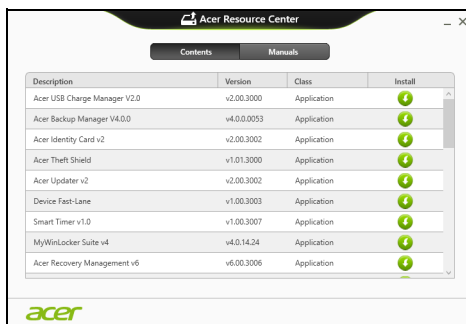 Acer Resource Center
Contents Manuals
Description Version Class Install
Acer USB Charge Manager V2.0 v2.00.3000 Application
Acer Backup Manager V4.0.0 v4.0.0.0053 Application
Acer Identity Card v2 v2.00.3002 Application
Acer Theft Shield v1.01.3000 Application
Acer Updater v2 v2.00.3002 Application
Device Fast-Lane v1.00.3003 Application
Smart Timer v1.0 v1.00.3007 Application
MyWinLocker Suite v4 v4.0.14.24 Application
Acer Recovery Management v6 v6.00.3006 Application
acer